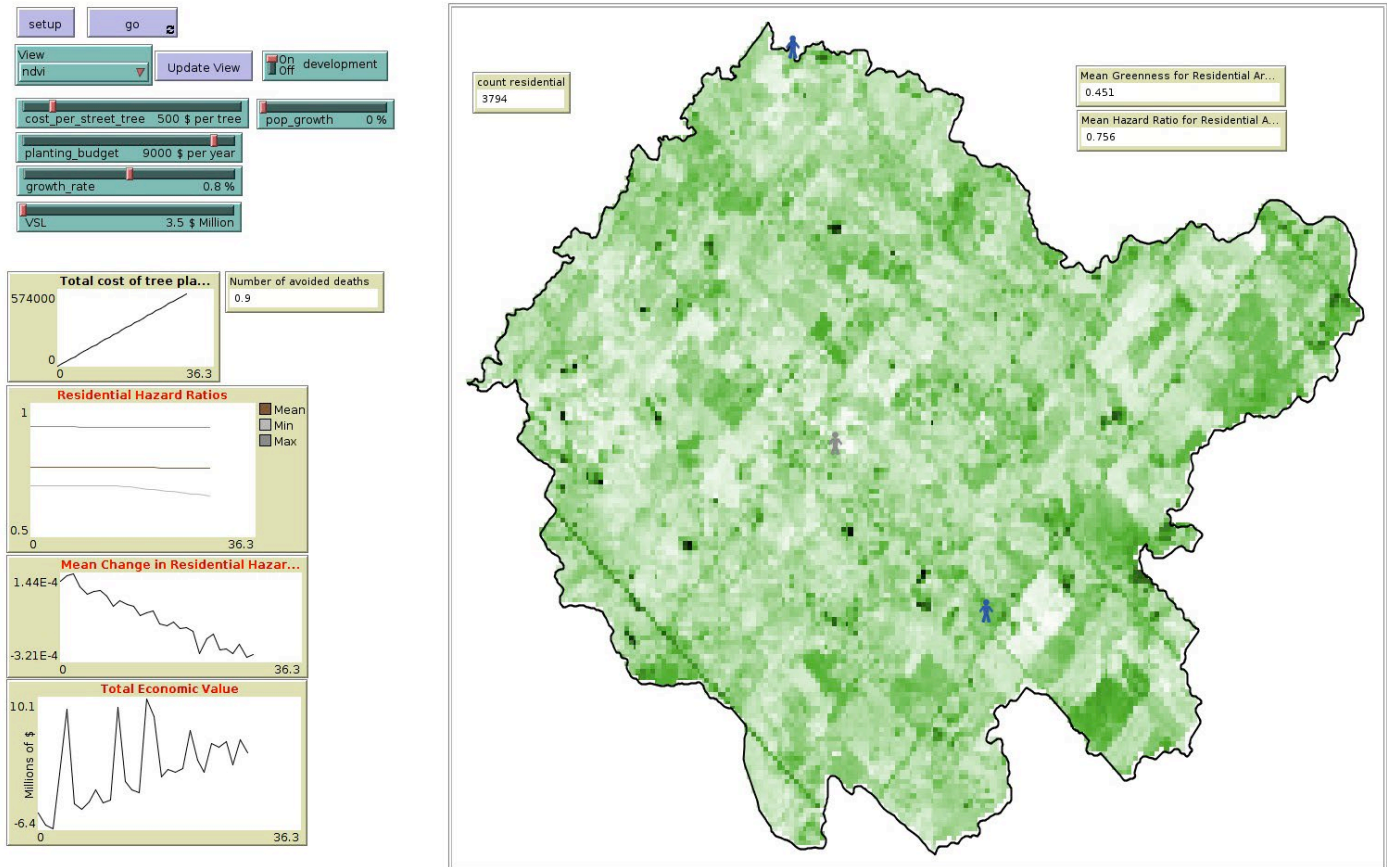 setup
go
View
ndvi
Update View
On
Off
development
cost_per_street_tree 500 $ per tree
pop_growth 0 %
planting_budget 9000 $ per year
growth_rate 0.8 %
VSL 3.5 $ Million
Total cost of tree pla...
574000
0
0
36.3
Number of avoided deaths
0.9
Residential Hazard Ratios
1
0.5
0
36.3
Mean
Min
Max
Mean Change in Residential Hazar...
1.44E-4
-3.21E-4
0
36.3
Total Economic Value
Millions of $
10.1
-6.4
0
36.3
count residential
3794
Mean Greenness for Residential Ar...
0.451
Mean Hazard Ratio for Residential A...
0.756